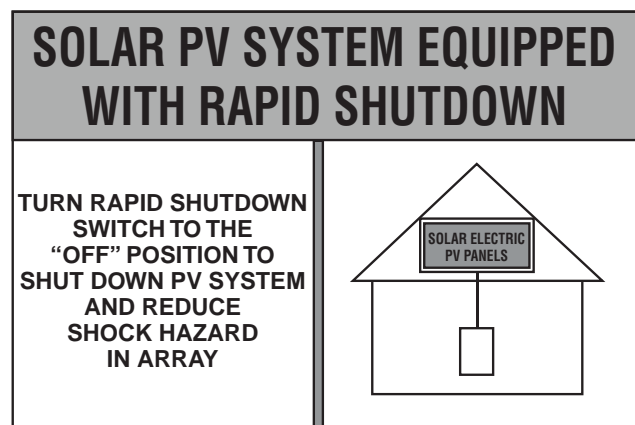 SOLAR PV SYSTEM EQUIPPED
WITH RAPID SHUTDOWN
TURN RAPID SHUTDOWN
SWITCH TO THE
“OFF” POSITION TO
SHUT DOWN PV SYSTEM
AND REDUCE
SHOCK HAZARD
IN ARRAY
SOLAR ELECTRIC
PV PANELS